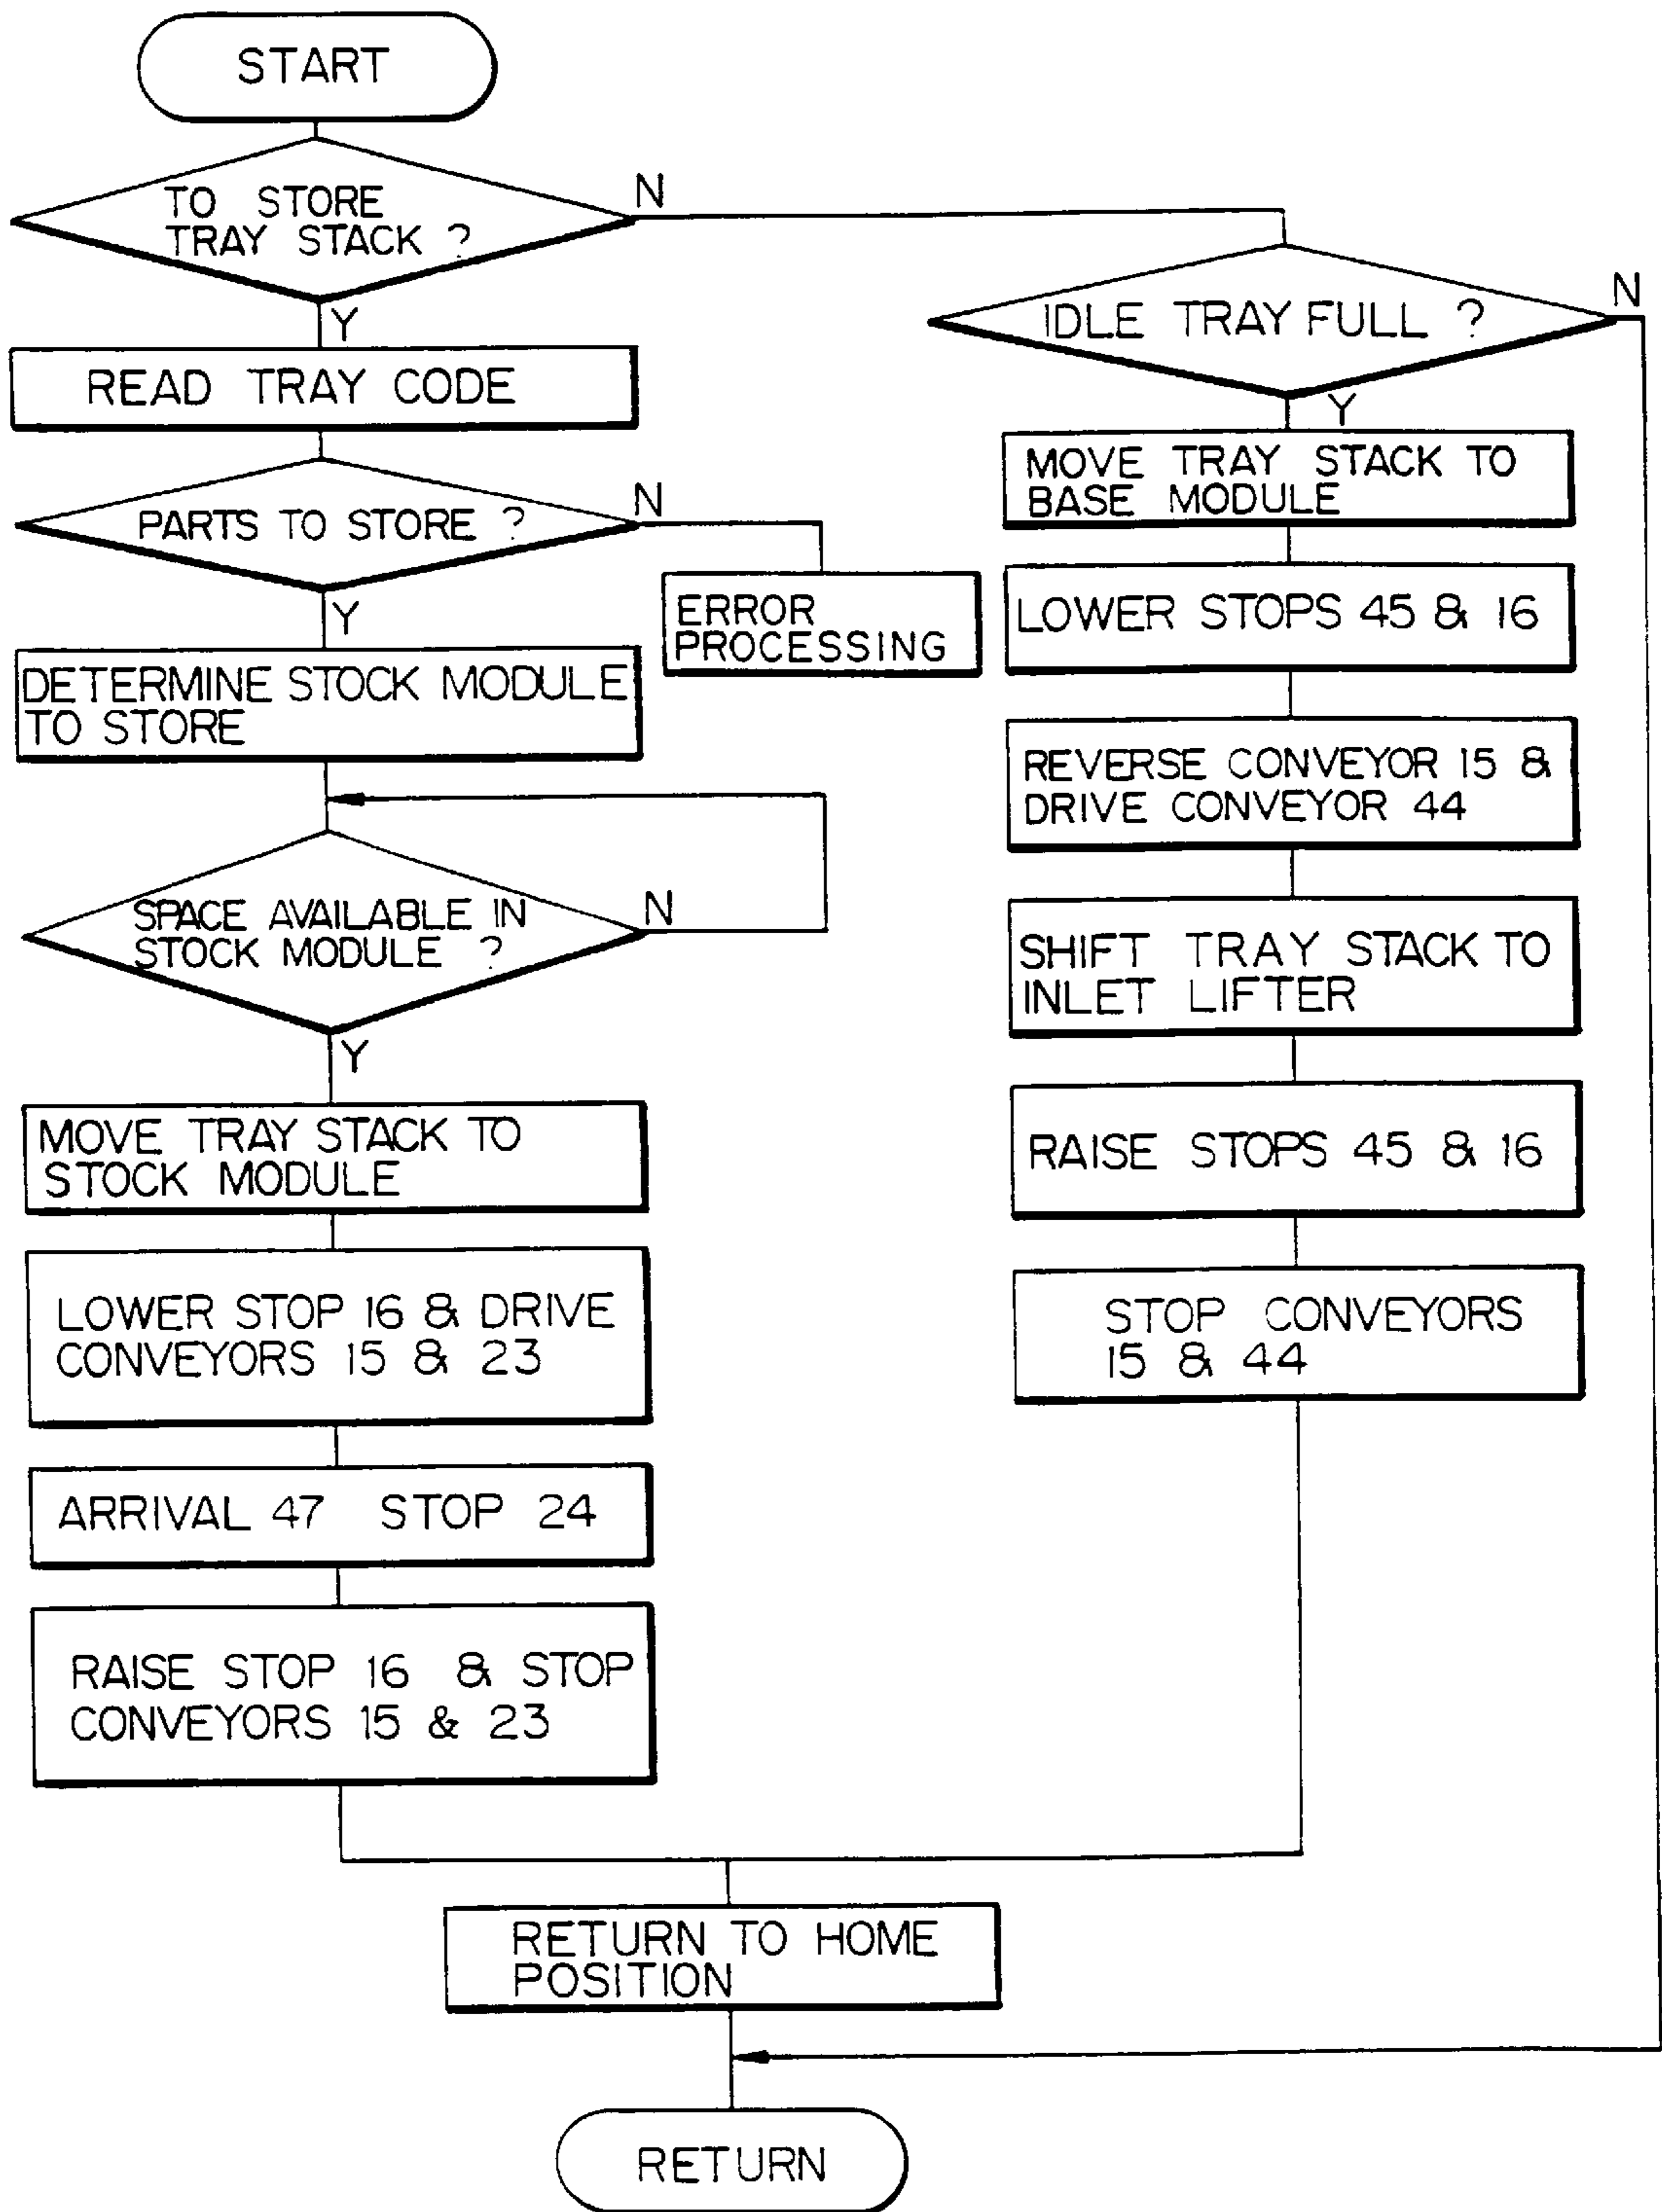 START
TO STORE
TRAY STACK ?
N
Y
READ TRAY CODE
PARTS TO STORE ?
N
ERROR
PROCESSING
Y
DETERMINE STOCK MODULE
TO STORE
SPACE AVAILABLE IN
STOCK MODULE ?
N
Y
MOVE TRAY STACK TO
STOCK MODULE
LOWER STOP 16 & DRIVE
CONVEYORS 15 & 23
ARRIVAL 47 STOP 24
RAISE STOP 16 & STOP
CONVEYORS 15 & 23
IDLE TRAY FULL ?
N
Y
MOVE TRAY STACK TO
BASE MODULE
LOWER STOPS 45 & 16
REVERSE CONVEYOR 15 &
DRIVE CONVEYOR 44
SHIFT TRAY STACK TO
INLET LIFTER
RAISE STOPS 45 & 16
STOP CONVEYORS
15 & 44
RETURN TO HOME
POSITION
RETURN